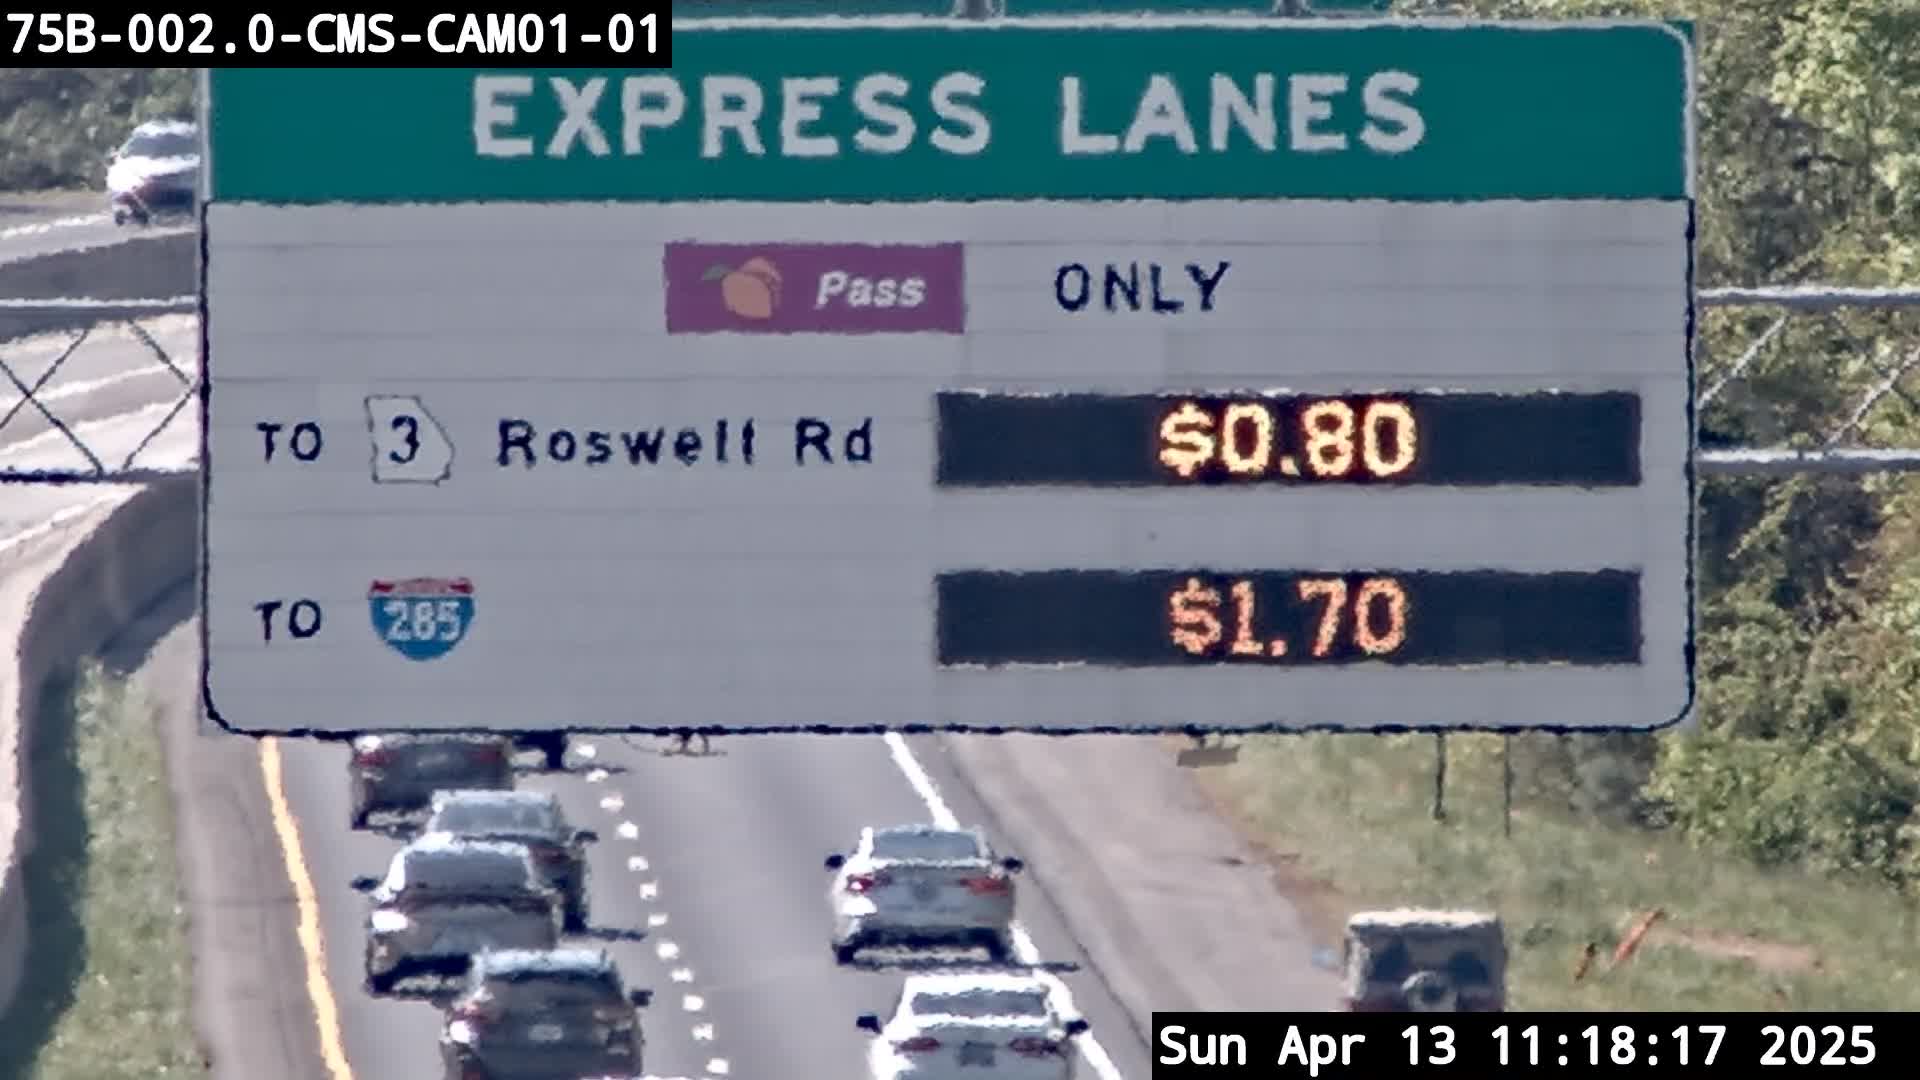 75B-002.0-CMS-CAM01-01
EXPRESS LANES
Pass ONLY
TO 3 Roswell Rd $0.80
TO 285 $1.70
Sun Apr 13 11:18:17 2025